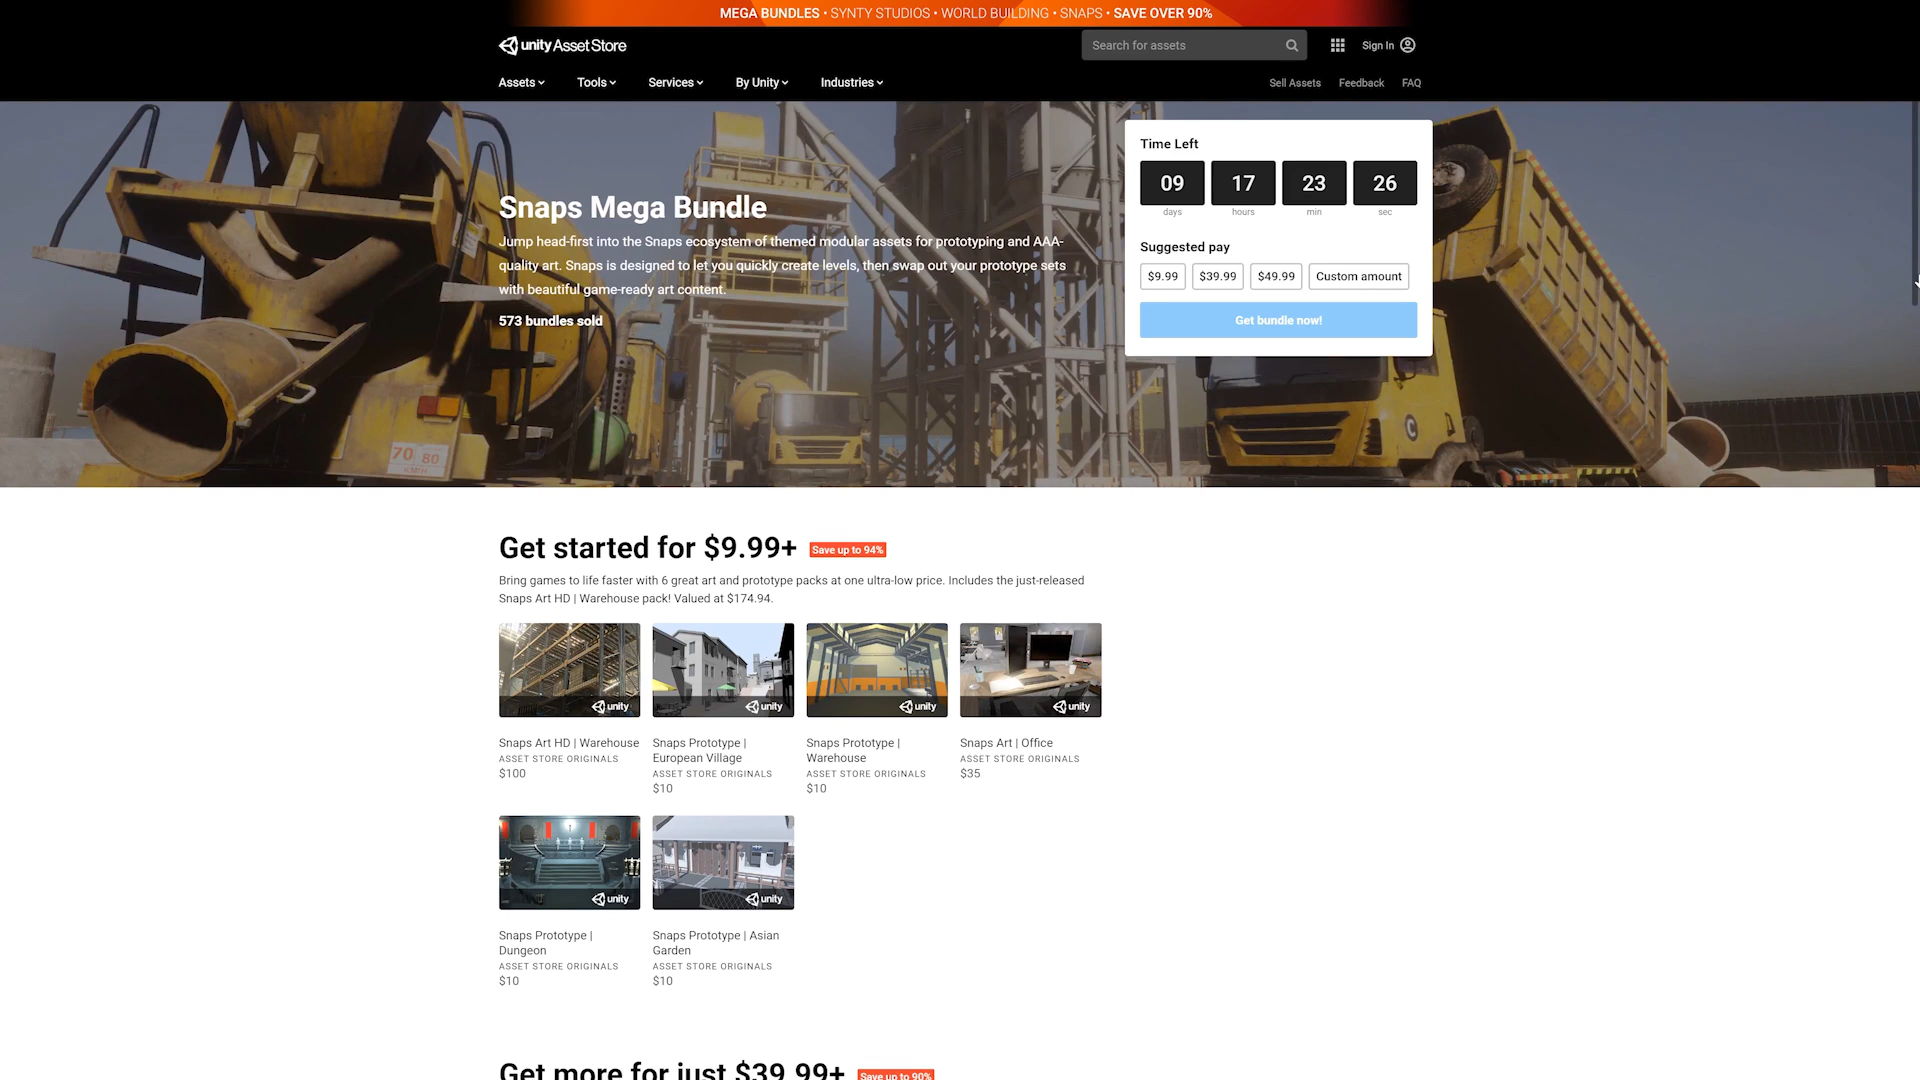 MEGA BUNDLES • SYNTY STUDIOS • WORLD BUILDING • SNAPS • SAVE OVER 90%
unity Asset Store
Search for assets
Sign In
Assets
Tools
Services
By Unity
Industries
Sell Assets
Feedback
FAQ
Snaps Mega Bundle
Jump head-first into the Snaps ecosystem of themed modular assets for prototyping and AAA-
quality art. Snaps is designed to let you quickly create levels, then swap out your prototype sets
with beautiful game-ready art content.
573 bundles sold
Time Left
09 17 23 26
days hours min sec
Suggested pay
$9.99 $39.99 $49.99 Custom amount
Get bundle now!
70 80
KM/H
C
Get started for $9.99+
Save up to 94%
Bring games to life faster with 6 great art and prototype packs at one ultra-low price. Includes the just-released
Snaps Art HD | Warehouse pack! Valued at $174.94.
unity
unity
unity
unity
Snaps Art HD | Warehouse
ASSET STORE ORIGINALS
$100
Snaps Prototype |
European Village
ASSET STORE ORIGINALS
$10
Snaps Prototype |
Warehouse
ASSET STORE ORIGINALS
$10
Snaps Art | Office
ASSET STORE ORIGINALS
$35
unity
unity
Snaps Prototype |
Dungeon
ASSET STORE ORIGINALS
$10
Snaps Prototype | Asian
Garden
ASSET STORE ORIGINALS
$10
Get more for just $39.99+
Save up to 90%